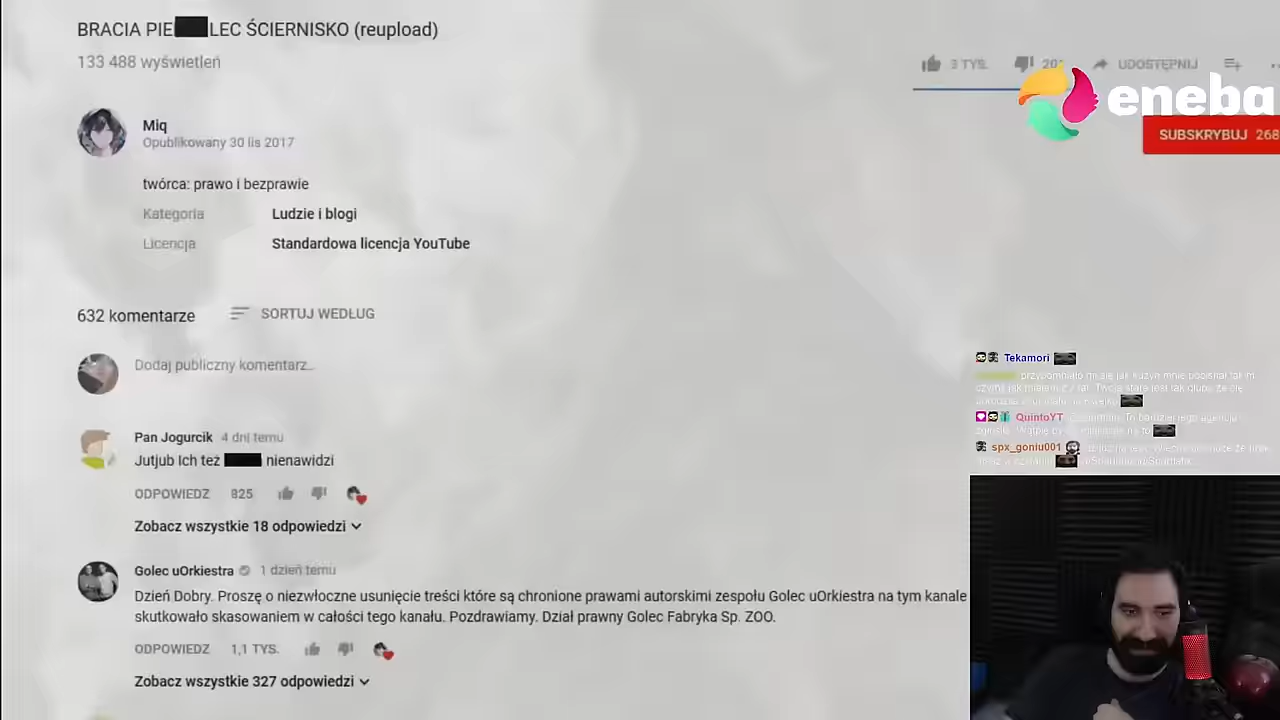 BRACIA PIE LEC ŚCIERNISKO (reupload)
133 488 wyświetleń
3 TYS.
UDOSTĘPNIJ
eneba
SUBSKRYBUJ 268
Miq
Opublikowany 30 lis 2017
twórca: prawo i bezprawie
Kategoria Ludzie i blogi
Licencja Standardowa licencja YouTube
632 komentarze SORTUJ WEDŁUG
Dodaj publiczny komentarz...
Pan Jogurcik 4 dni temu
Jutjub Ich też nienawidzi
ODPOWIEDZ 825
Zobacz wszystkie 18 odpowiedzi
Golec uOrkiestra 1 dzień temu
Dzień Dobry. Proszę o niezwłoczne usunięcie treści które są chronione prawami autorskimi zespołu Golec uOrkiestra na tym kanale
skutkowało skasowaniem w całości tego kanału. Pozdrawiamy. Dział prawny Golec Fabryka Sp. ZOO.
ODPOWIEDZ 1,1 TYS.
Zobacz wszystkie 327 odpowiedzi
Tekamori
QuintoYT
spx_goniu001